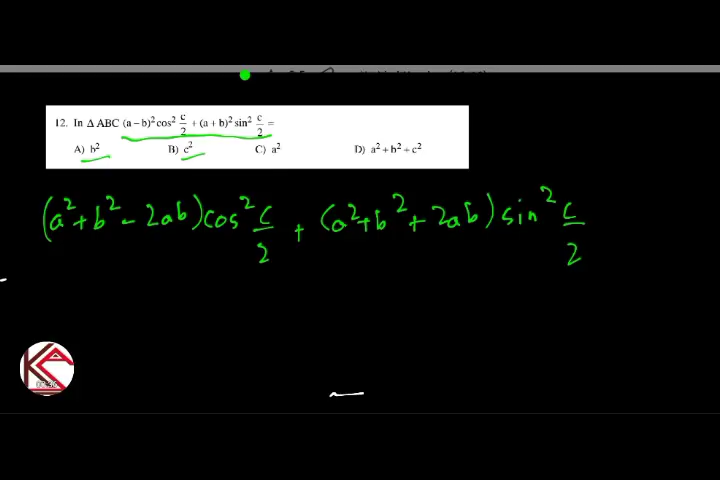 12. In Δ ABC (a – b)² cos² c/2 + (a + b)² sin² c/2 =
A) b² B) c² C) a² D) a² + b² + c²
(a² + b² - 2ab) cos² c/2 + (a² + b² + 2ab) sin² c/2